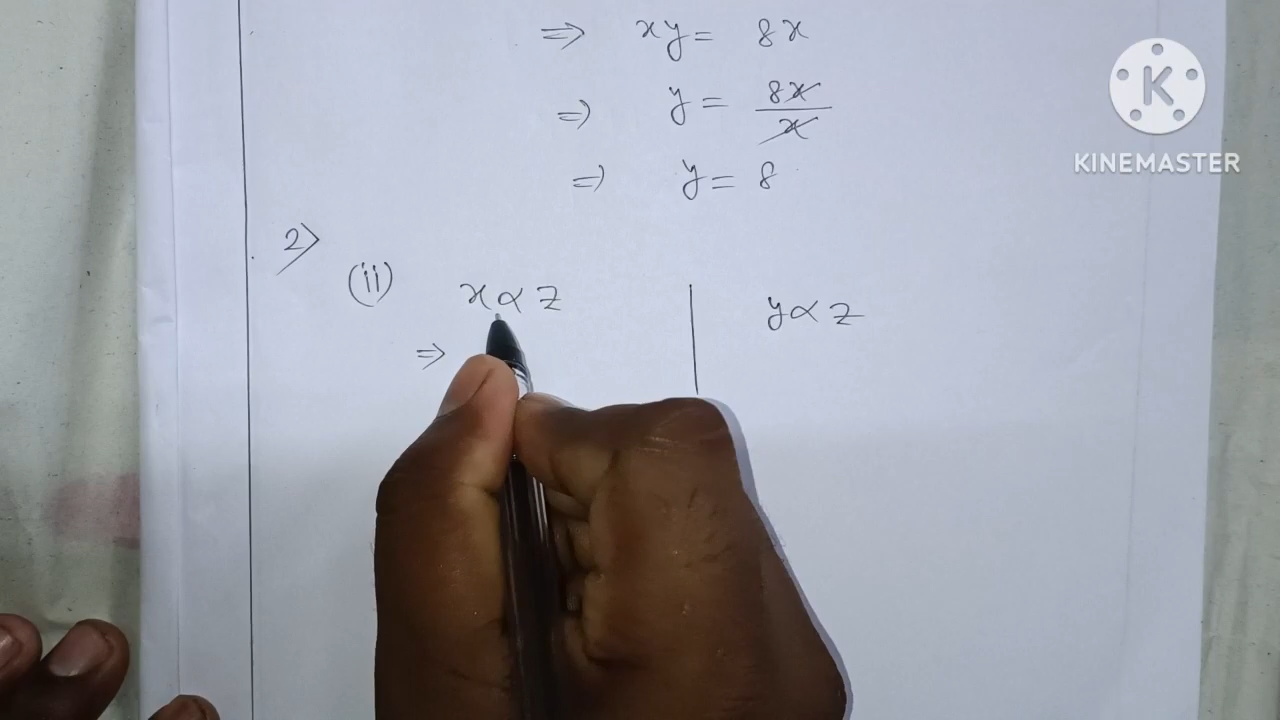 ⇒ xy = 8x
⇒ y = 8x/x
⇒ y = 8
2>
(ii) x ∝ z | y ∝ z
⇒
K
KINEMASTER